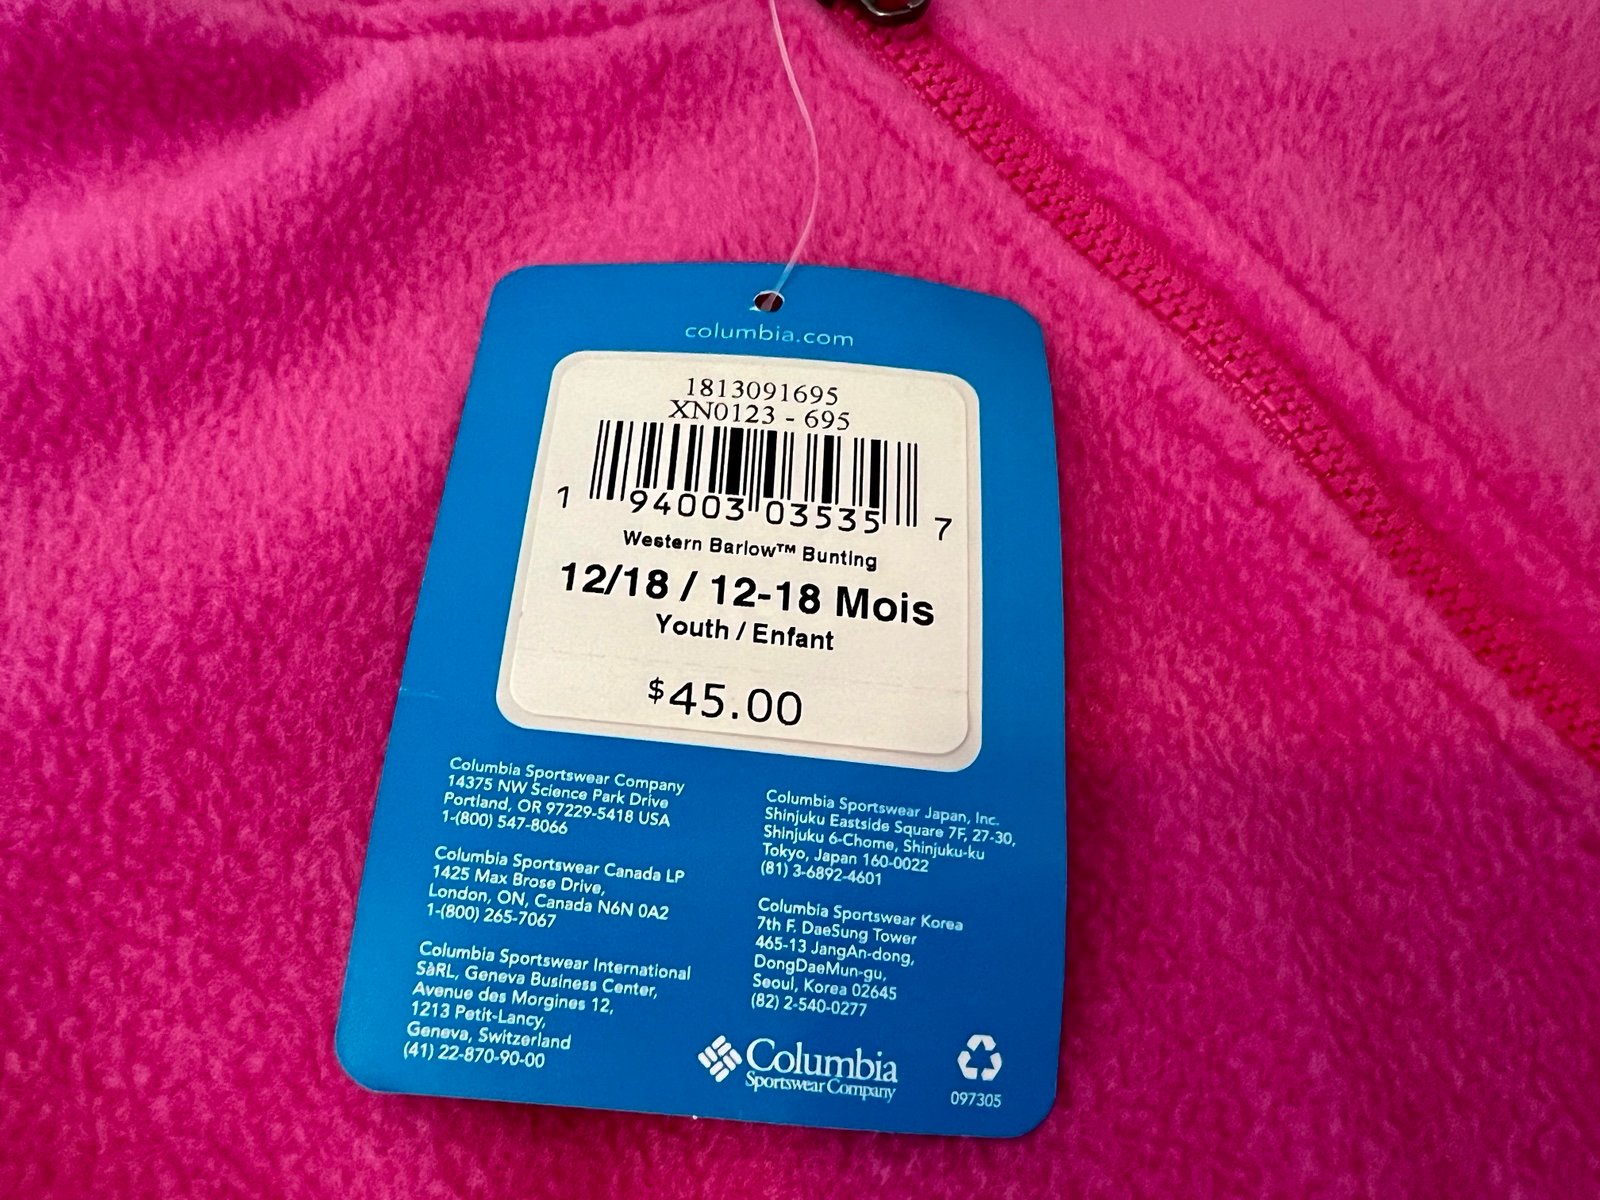 columbia.com
1813091695
XN0123 - 695
1 94003 03535 7
Western Barlow™ Bunting
12/18 / 12-18 Mois
Youth / Enfant
$45.00
Columbia Sportswear Company
14375 NW Science Park Drive
Portland, OR 97229-5418 USA
1-(800) 547-8066
Columbia Sportswear Canada LP
1425 Max Brose Drive,
London, ON, Canada N6N 0A2
1-(800) 265-7067
Columbia Sportswear International
SàRL, Geneva Business Center,
Avenue des Morgines 12,
1213 Petit-Lancy,
Geneva, Switzerland
(41) 22-870-90-00
Columbia Sportswear Japan, Inc.
Shinjuku Eastside Square 7F, 27-30,
Shinjuku 6-Chome, Shinjuku-ku
Tokyo, Japan 160-0022
(81) 3-6892-4601
Columbia Sportswear Korea
7th F. DaeSung Tower
465-13 JangAn-dong,
DongDaeMun-gu,
Seoul, Korea 02645
(82) 2-540-0277
Columbia
Sportswear Company
097305